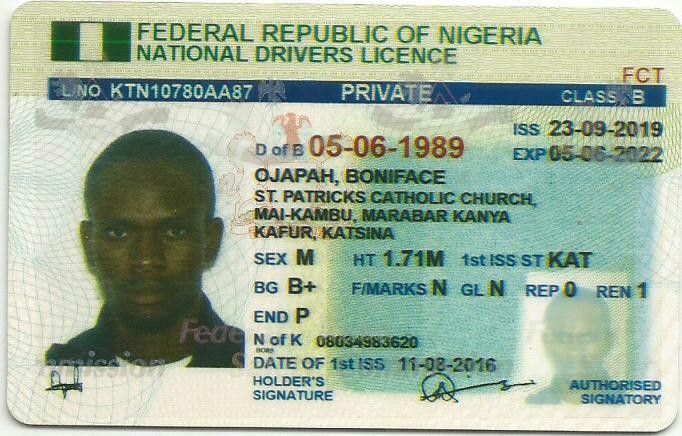 FEDERAL REPUBLIC OF NIGERIA
NATIONAL DRIVERS LICENCE
FCT
L/NO KTN10780AA87 PRIVATE CLASS B
ISS 23-09-2019
D of B 05-06-1989 EXP 05-06-2022
OJAPAH, BONIFACE
ST. PATRICKS CATHOLIC CHURCH,
MAI-KAMBU, MARABAR KANYA
KAFUR, KATSINA
SEX M HT 1.71M 1st ISS ST KAT
BG B+ F/MARKS N GL N REP 0 REN 1
END P
N of K 08034983620
DATE OF 1st ISS 11-08-2016
HOLDER'S
SIGNATURE
AUTHORISED
SIGNATORY